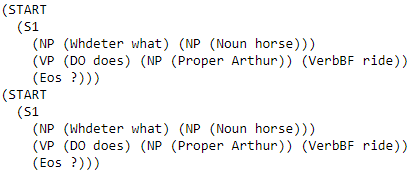 (START
(S1
(NP (Whdeter what) (NP (Noun horse)))
(VP (DO does) (NP (Proper Arthur)) (VerbBF ride))
(Eos ?)))
(START
(S1
(NP (Whdeter what) (NP (Noun horse)))
(VP (DO does) (NP (Proper Arthur)) (VerbBF ride))
(Eos ?)))